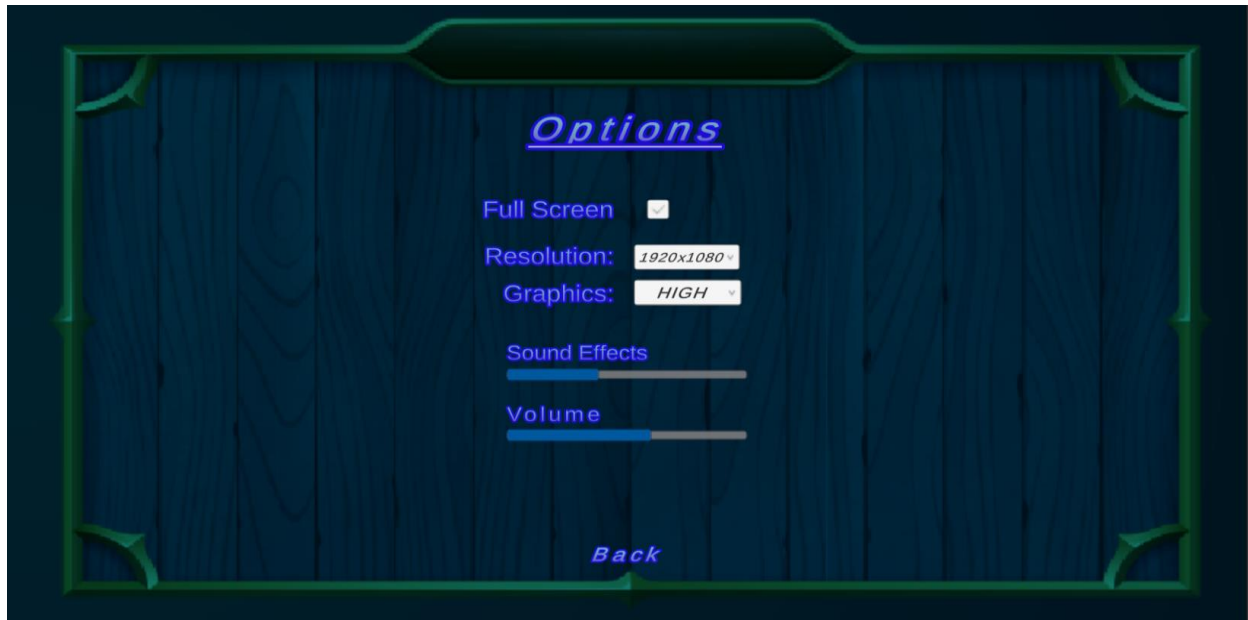 Options
Full Screen
Resolution: 1920x1080
Graphics: HIGH
Sound Effects
Volume
Back